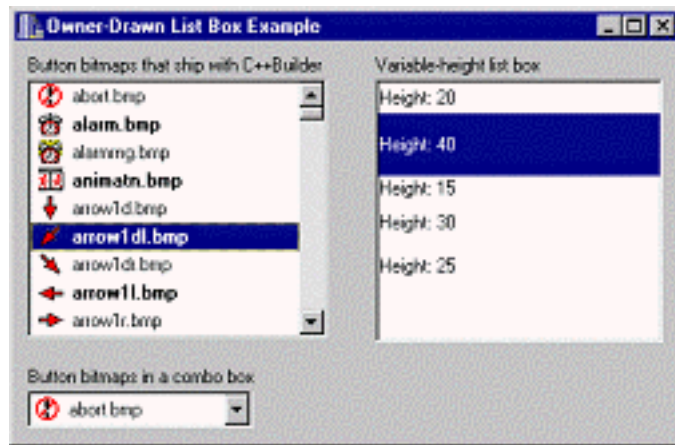 Owner-Drawn List Box Example
Button bitmaps that ship with C++Builder
abort.bmp
alarm.bmp
alarmrng.bmp
animatn.bmp
arrow1d.bmp
arrow1dl.bmp
arrow1dr.bmp
arrow1l.bmp
arrow1r.bmp
Variable-height list box
Height: 20
Height: 40
Height: 15
Height: 30
Height: 25
Button bitmaps in a combo box
abort.bmp